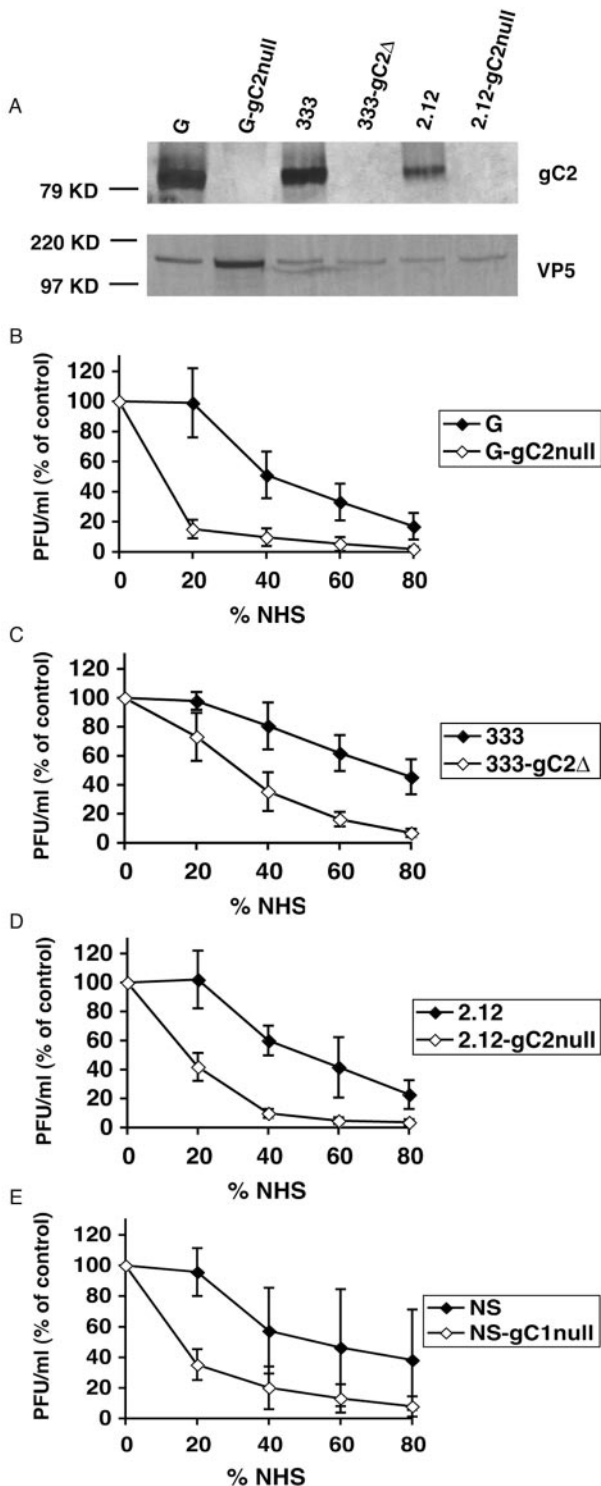 A
G
G-gC2null
333
333-gC2Δ
2.12
2.12-gC2null
79 KD
gC2
220 KD
97 KD
VP5
B
PFU/ml (% of control)
120
100
80
60
40
20
0
0 20 40 60 80
% NHS
G
G-gC2null
C
PFU/ml (% of control)
120
100
80
60
40
20
0
0 20 40 60 80
% NHS
333
333-gC2Δ
D
PFU/ml (% of control)
120
100
80
60
40
20
0
0 20 40 60 80
% NHS
2.12
2.12-gC2null
E
PFU/ml (% of control)
120
100
80
60
40
20
0
0 20 40 60 80
% NHS
NS
NS-gC1null